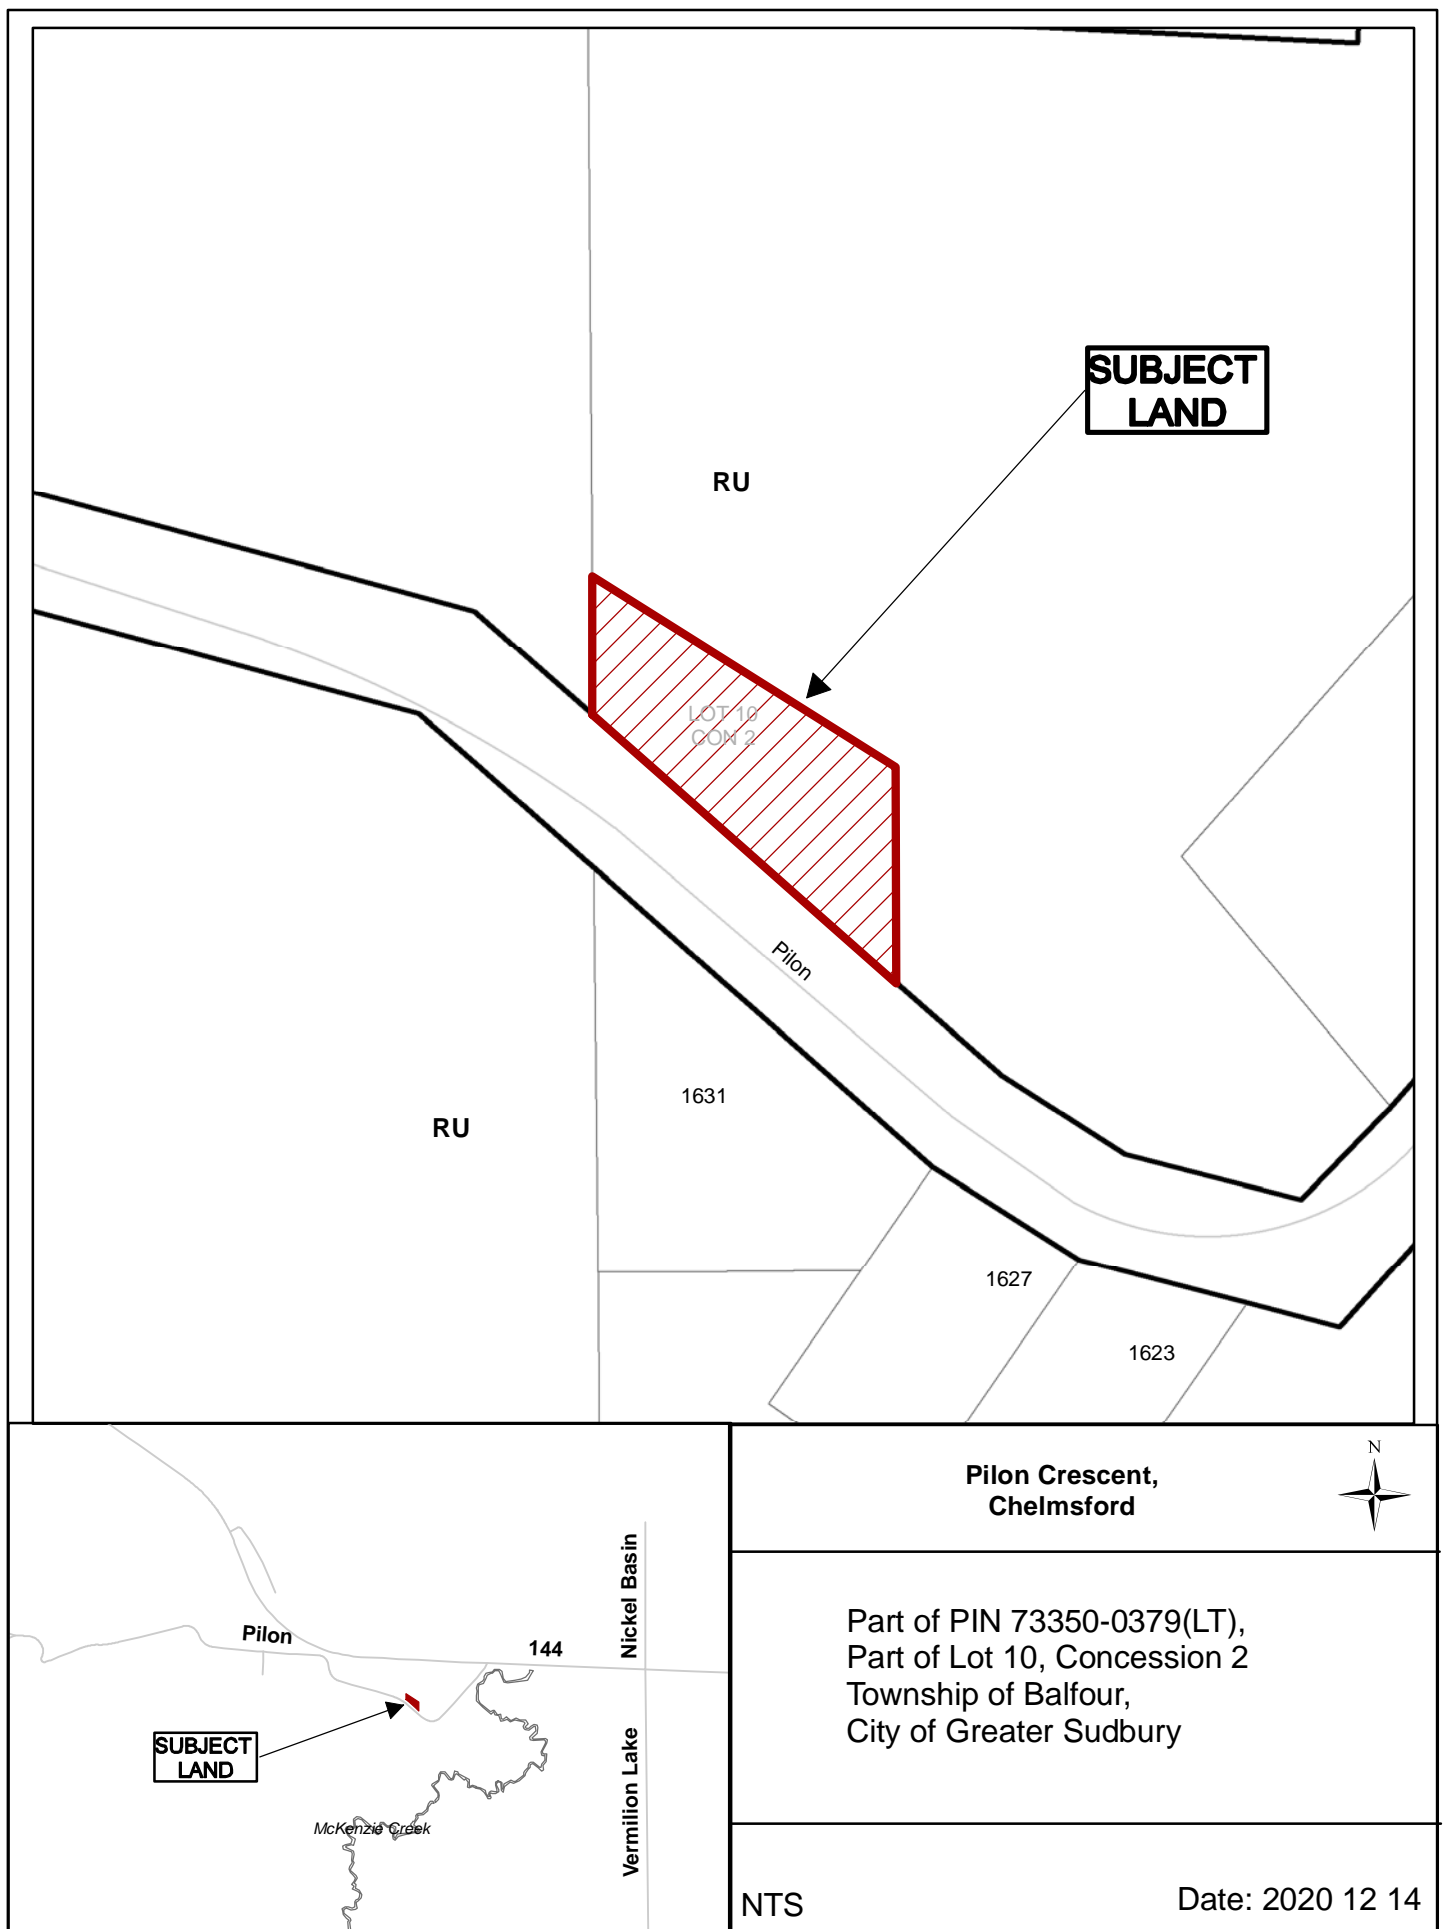 SUBJECT
LAND
RU
LOT 10
CON 2
Pilon
1631
RU
1627
1623
Pilon
144
Nickel Basin
Vermilion Lake
SUBJECT
LAND
McKenzie Creek
Pilon Crescent,
Chelmsford
N
Part of PIN 73350-0379(LT),
Part of Lot 10, Concession 2
Township of Balfour,
City of Greater Sudbury
NTS
Date: 2020 12 14